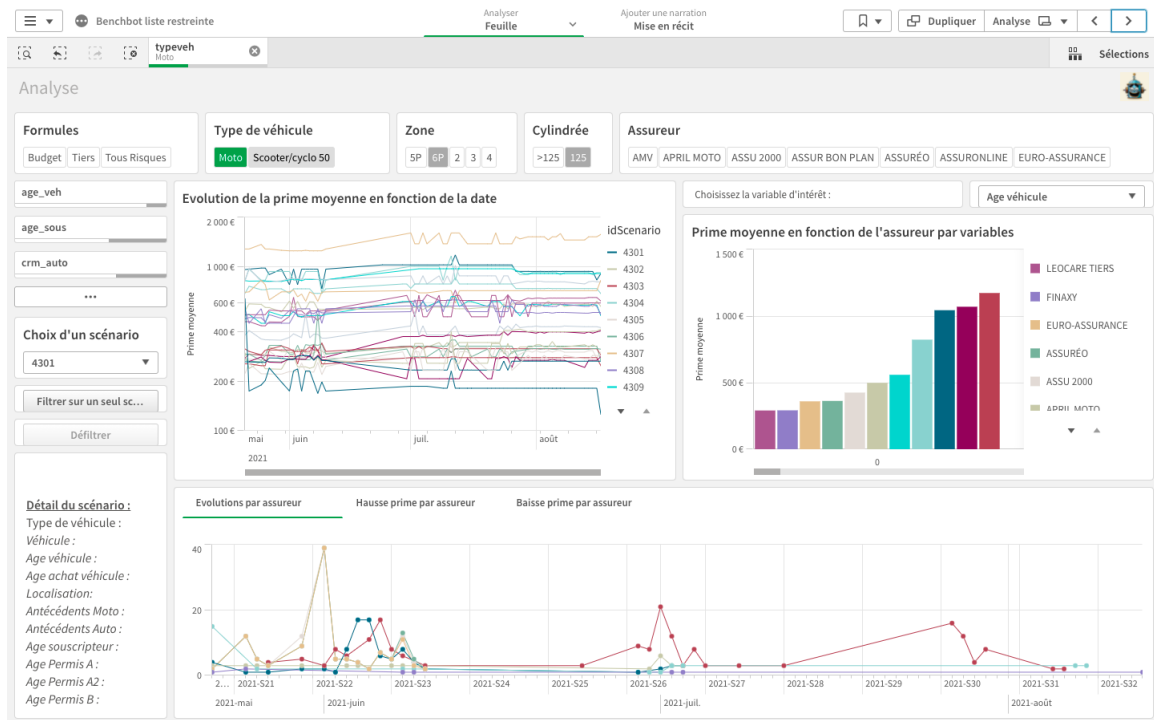 Benchbot liste restreinte
Analyser
Feuille
Ajouter une narration
Mise en récit
Dupliquer
Analyse
typeveh
Moto
Sélections
Analyse
Formules
Budget Tiers Tous Risques
Type de véhicule
Moto Scooter/cyclo 50
Zone
5P 6P 2 3 4
Cylindrée
>125 125
Assureur
AMV APRIL MOTO ASSU 2000 ASSUR BON PLAN ASSURÉO ASSURONLINE EURO-ASSURANCE
age_veh
age_sous
crm_auto
...
Choix d'un scénario
4301
Filtrer sur un seul sc...
Défiltrer
Détail du scénario :
Type de véhicule :
Véhicule :
Age véhicule :
Age achat véhicule :
Localisation:
Antécédents Moto :
Antécédents Auto :
Age souscripteur :
Age Permis A :
Age Permis A2 :
Age Permis B :
Evolution de la prime moyenne en fonction de la date
Prime moyenne
2 000 €
1 000 €
600 €
400 €
200 €
100 €
mai juin juil. août
2021
idScenario
4301
4302
4303
4304
4305
4306
4307
4308
4309
Choisissez la variable d'intérêt :
Age véhicule
Prime moyenne en fonction de l'assureur par variables
Prime moyenne
1 500 €
1 000 €
500 €
0 €
0
LEOCARE TIERS
FINAXY
EURO-ASSURANCE
ASSURÉO
ASSU 2000
APRIL MOTO
Evolutions par assureur
Hausse prime par assureur
Baisse prime par assureur
40
20
0
2... 2021-S21 2021-S22 2021-S23 2021-S24 2021-S25 2021-S26 2021-S27 2021-S28 2021-S29 2021-S30 2021-S31 2021-S32
2021-mai 2021-juin 2021-juil. 2021-août